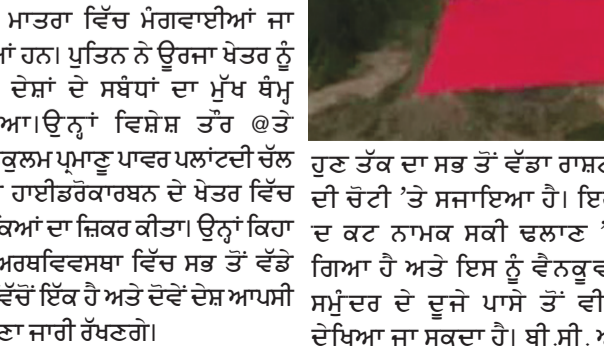 ਮਾਤਰਾ ਵਿੱਚ ਮੰਗਵਾਈਆਂ ਜਾ
ਹਨ। ਪੁਤਿਨ ਨੇ ਊਰਜਾ ਖੇਤਰ ਨੂੰ
ਦੇਸ਼ਾਂ ਦੇ ਸਬੰਧਾਂ ਦਾ ਮੁੱਖ ਥੰਮ੍ਹ
ਆ।ਉਨ੍ਹਾਂ ਵਿਸ਼ੇਸ਼ ਤੌਰ @ਤੇ
ਕੁਲਮ ਪ੍ਰਮਾਣੂ ਪਾਵਰ ਪਲਾਂਟਦੀ ਚੱਲ
ਹਾਈਡਰੋਕਾਰਬਨ ਦੇ ਖੇਤਰ ਵਿੱਚ
ਕਿਆਂ ਦਾ ਜ਼ਿਕਰ ਕੀਤਾ। ਉਨ੍ਹਾਂ ਕਿਹਾ
ਅਰਥਵਿਵਸਥਾ ਵਿੱਚ ਸਭ ਤੋਂ ਵੱਡੇ
ਵਿੱਚੋਂ ਇੱਕ ਹੈ ਅਤੇ ਦੋਵੇਂ ਦੇਸ਼ ਆਪਸੀ
ਣਾ ਜਾਰੀ ਰੱਖਣਗੇ।
ਹੁਣ ਤੱਕ ਦਾ ਸਭ ਤੋਂ ਵੱਡਾ ਰਾਸ਼ਟ
ਦੀ ਚੋਟੀ ’ਤੇ ਸਜਾਇਆ ਹੈ। ਇਹ
ਦ ਕਟ ਨਾਮਕ ਸਕੀ ਢਲਾਣ ’
ਗਿਆ ਹੈ ਅਤੇ ਇਸ ਨੂੰ ਵੈਨਕੂਵ
ਸਮੁੰਦਰ ਦੇ ਦੂਜੇ ਪਾਸੇ ਤੋਂ ਵੀ
ਦੇਖਿਆ ਜਾ ਸਕਦਾ ਹੈ। ਬੀ.ਸੀ.